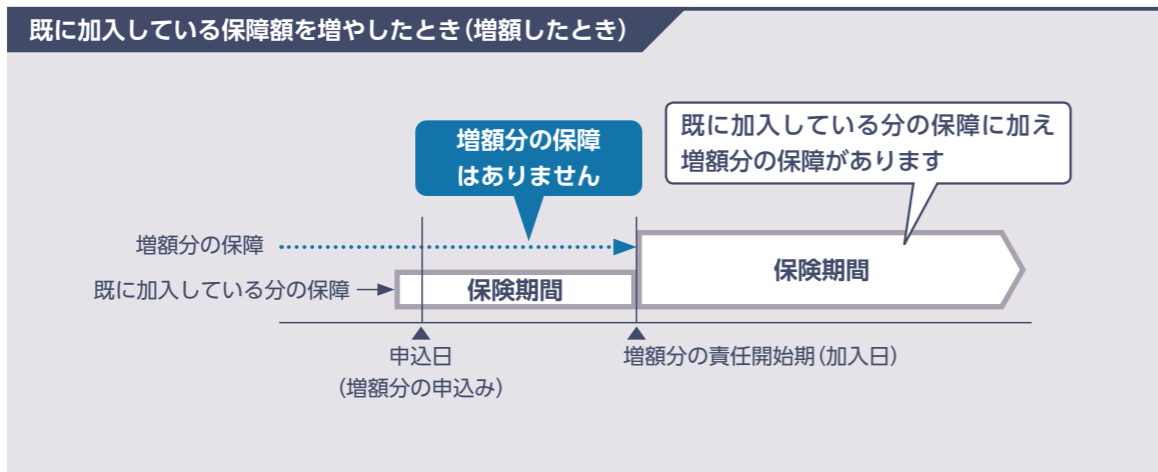 既に加入している保障額を増やしたとき(増額したとき)
増額分の保障
はありません
既に加入している分の保障に加え
増額分の保障があります
増額分の保障
既に加入している分の保障
保険期間
保険期間
申込日
(増額分の申込み)
増額分の責任開始期(加入日)